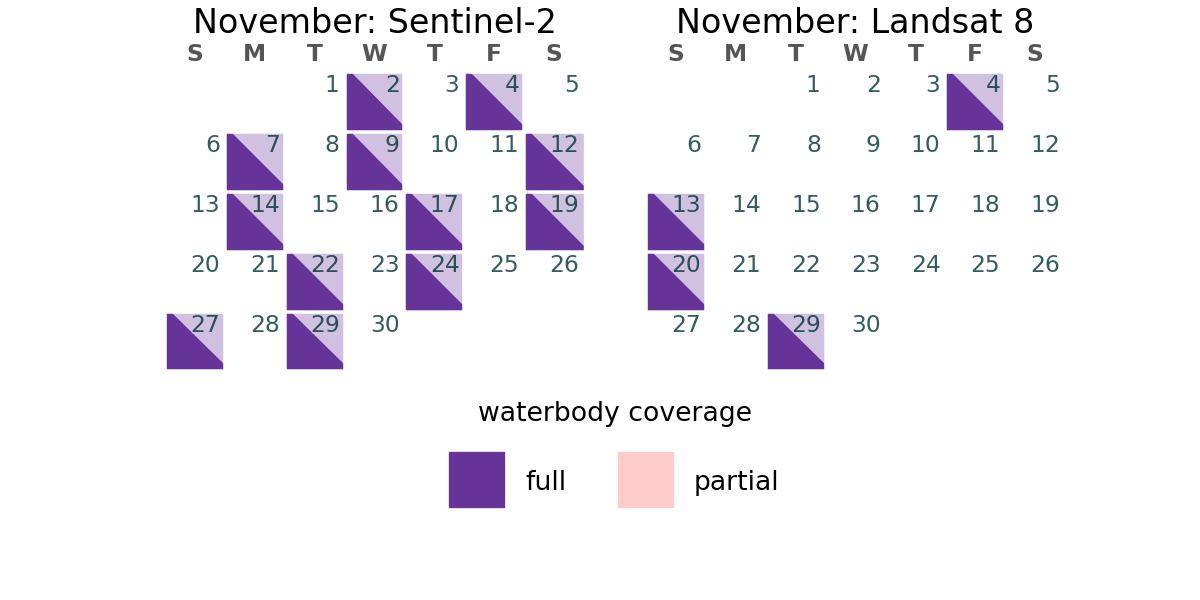 November: Sentinel-2
S M T W T F S
1 2 3 4 5
6 7 8 9 10 11 12
13 14 15 16 17 18 19
20 21 22 23 24 25 26
27 28 29 30
November: Landsat 8
S M T W T F S
1 2 3 4 5
6 7 8 9 10 11 12
13 14 15 16 17 18 19
20 21 22 23 24 25 26
27 28 29 30
waterbody coverage
full
partial